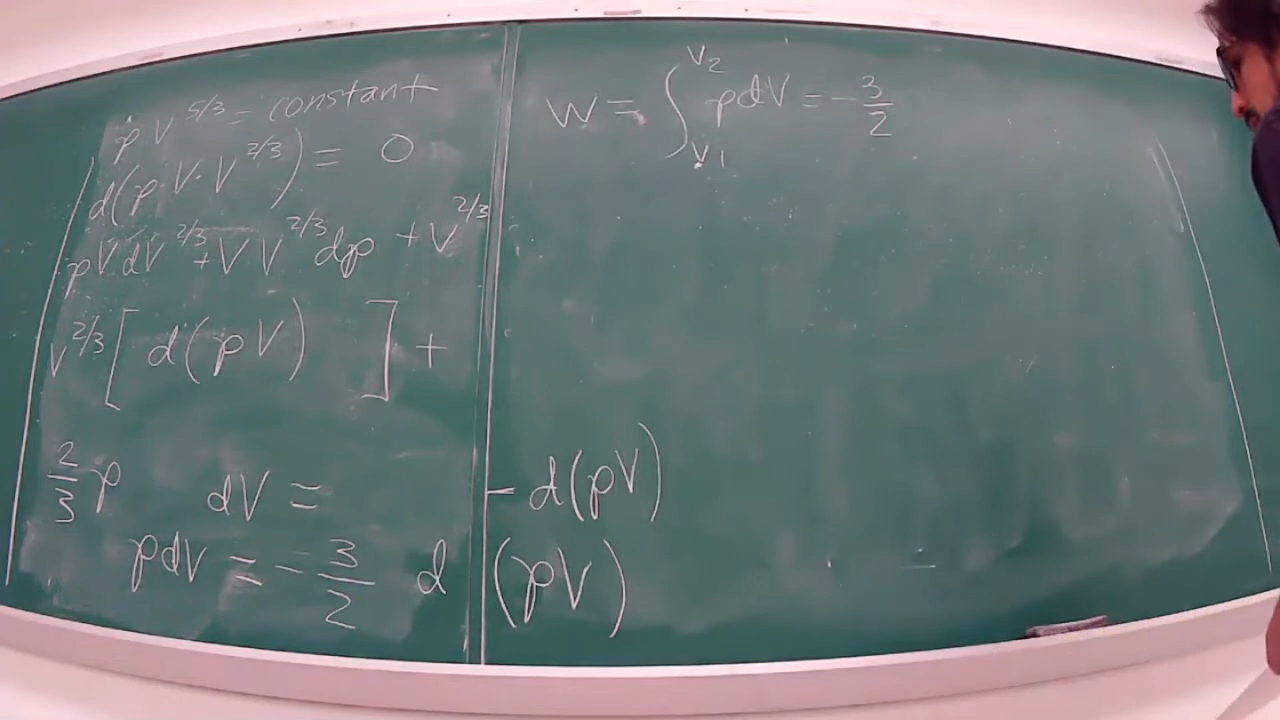 pV^{5/3} = constant
d(p V · V^{2/3}) = 0
pV dV^{2/3} + V V^{2/3} dp + V^{2/3}
V^{2/3} [ d(pV) ] +
2/3 p dV = - d(pV)
pdV = - 3/2 d (pV)
W = ∫_{V1}^{V2} pdV = - 3/2